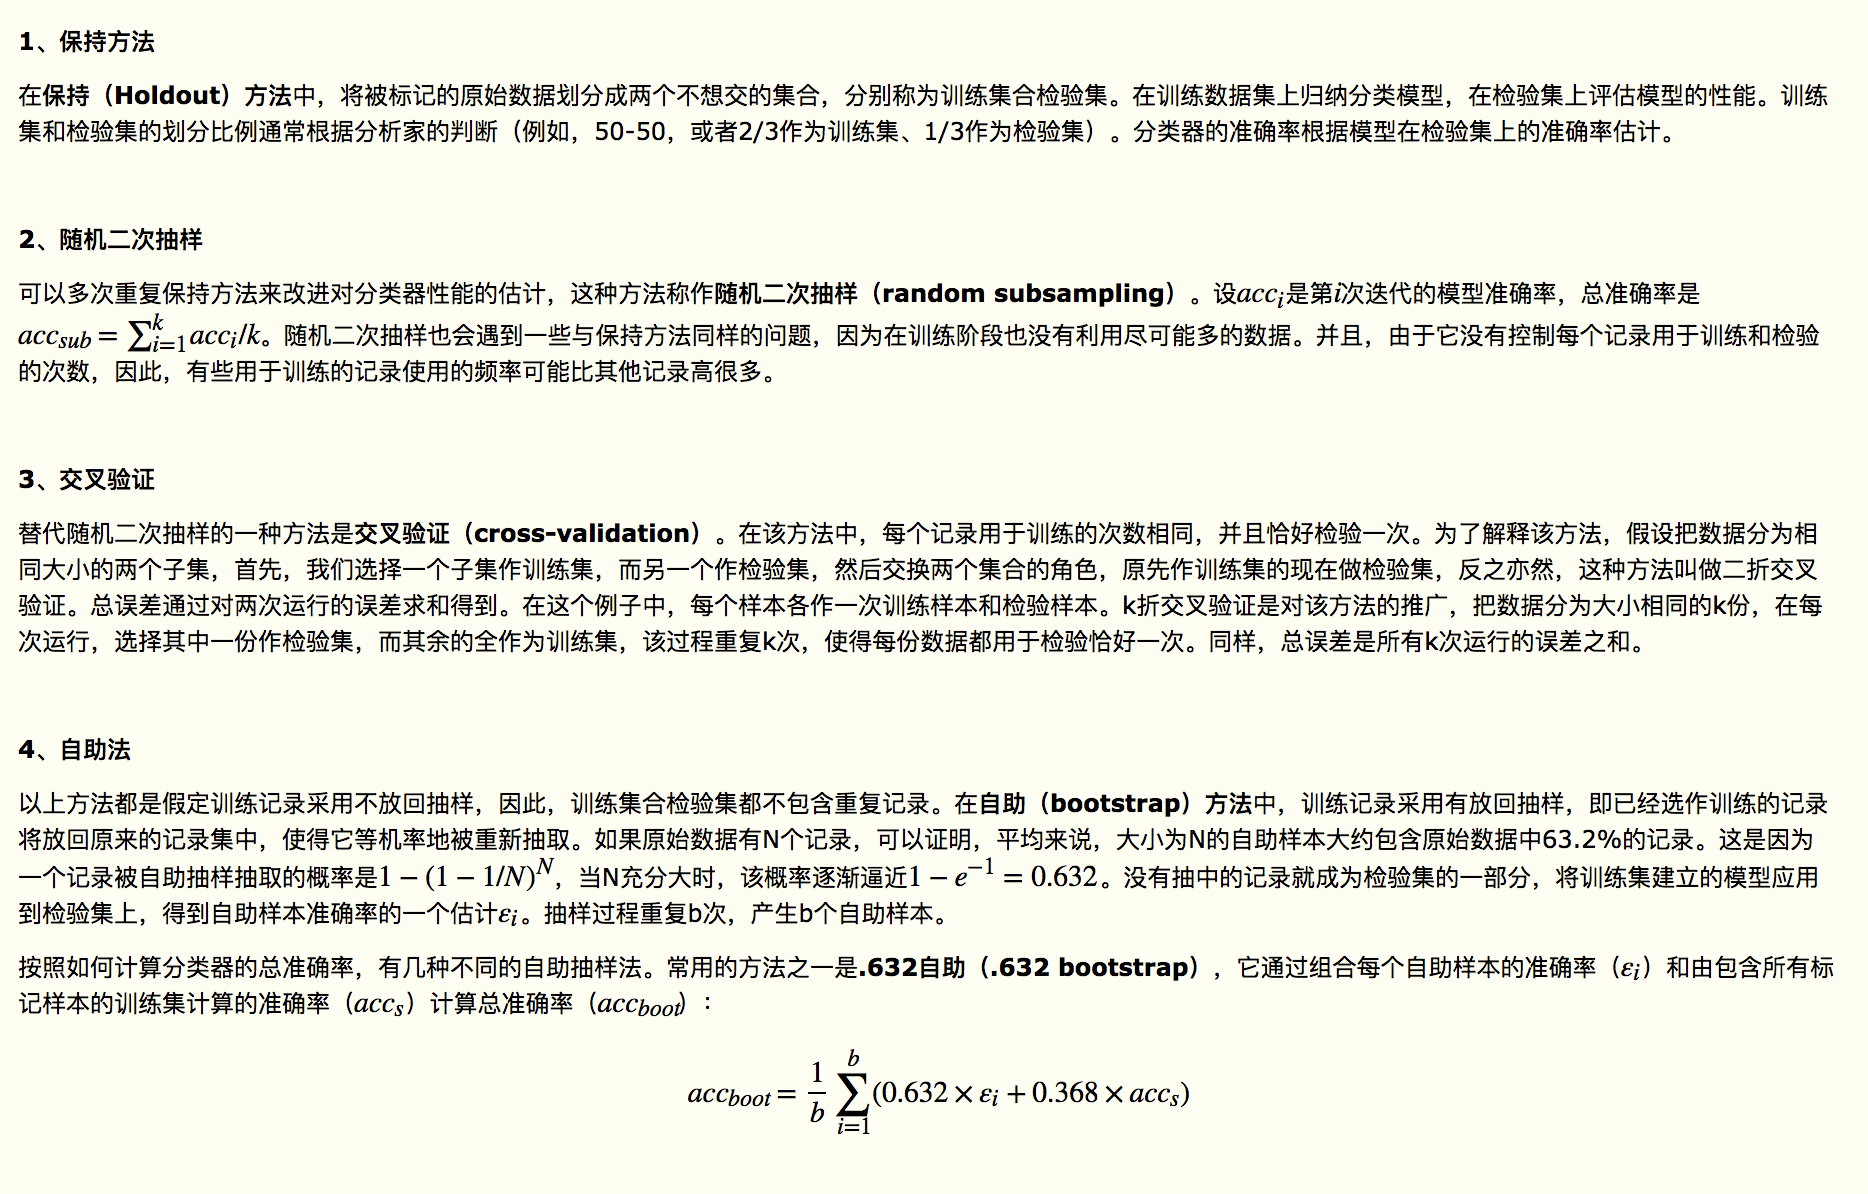 1、保持方法
在保持（Holdout）方法中，将被标记的原始数据划分成两个不想交的集合，分别称为训练集合检验集。在训练数据集上归纳分类模型，在检验集上评估模型的性能。训练
集和检验集的划分比例通常根据分析家的判断（例如，50-50，或者2/3作为训练集、1/3作为检验集）。分类器的准确率根据模型在检验集上的准确率估计。
2、随机二次抽样
可以多次重复保持方法来改进对分类器性能的估计，这种方法称作随机二次抽样（random subsampling）。设acc_i是第i次迭代的模型准确率，总准确率是
acc_sub = ∑_{i=1}^k acc_i/k。随机二次抽样也会遇到一些与保持方法同样的问题，因为在训练阶段也没有利用尽可能多的数据。并且，由于它没有控制每个记录用于训练和检验
的次数，因此，有些用于训练的记录使用的频率可能比其他记录高很多。
3、交叉验证
替代随机二次抽样的一种方法是交叉验证（cross-validation）。在该方法中，每个记录用于训练的次数相同，并且恰好检验一次。为了解释该方法，假设把数据分为相
同大小的两个子集，首先，我们选择一个子集作训练集，而另一个作检验集，然后交换两个集合的角色，原先作训练集的现在做检验集，反之亦然，这种方法叫做二折交叉
验证。总误差通过对两次运行的误差求和得到。在这个例子中，每个样本各作一次训练样本和检验样本。k折交叉验证是对该方法的推广，把数据分为大小相同的k份，在每
次运行，选择其中一份作检验集，而其余的全作为训练集，该过程重复k次，使得每份数据都用于检验恰好一次。同样，总误差是所有k次运行的误差之和。
4、自助法
以上方法都是假定训练记录采用不放回抽样，因此，训练集合检验集都不包含重复记录。在自助（bootstrap）方法中，训练记录采用有放回抽样，即已经选作训练的记录
将放回原来的记录集中，使得它等机率地被重新抽取。如果原始数据有N个记录，可以证明，平均来说，大小为N的自助样本大约包含原始数据中63.2%的记录。这是因为
一个记录被自助抽样抽取的概率是1 − (1 − 1/N)^N，当N充分大时，该概率逐渐逼近1 − e^{−1} = 0.632。没有抽中的记录就成为检验集的一部分，将训练集建立的模型应用
到检验集上，得到自助样本准确率的一个估计ε_i。抽样过程重复b次，产生b个自助样本。
按照如何计算分类器的总准确率，有几种不同的自助抽样法。常用的方法之一是.632自助（.632 bootstrap），它通过组合每个自助样本的准确率（ε_i）和由包含所有标
记样本的训练集计算的准确率（acc_s）计算总准确率（acc_boot）：
acc_boot = \frac{1}{b} ∑_{i=1}^b (0.632 × ε_i + 0.368 × acc_s)